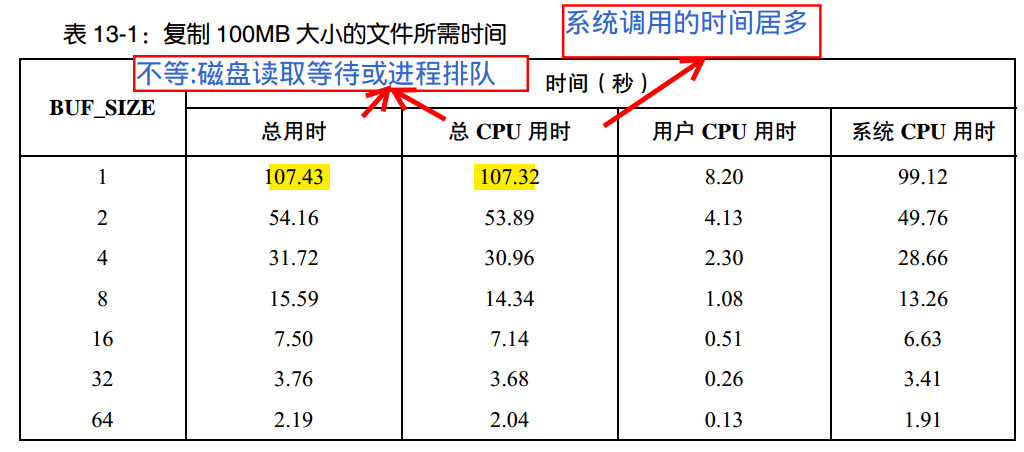 系统调用的时间居多
表 13-1：复制 100MB 大小的文件所需时间
不等:磁盘读取等待或进程排队
BUF_SIZE 时间（秒）
总用时 总 CPU 用时 用户 CPU 用时 系统 CPU 用时
1 107.43 107.32 8.20 99.12
2 54.16 53.89 4.13 49.76
4 31.72 30.96 2.30 28.66
8 15.59 14.34 1.08 13.26
16 7.50 7.14 0.51 6.63
32 3.76 3.68 0.26 3.41
64 2.19 2.04 0.13 1.91